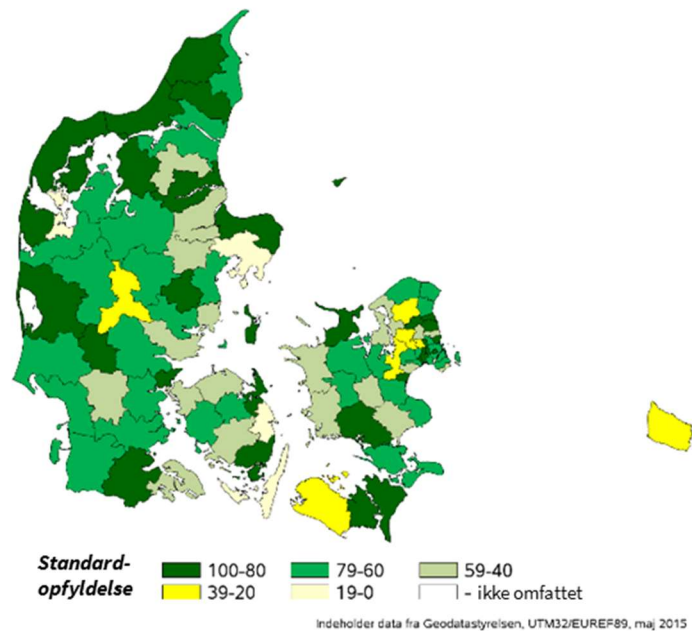 Standard-
opfyldelse
100-80 79-60 59-40
39-20 19-0 - ikke omfattet
Indeholder data fra Geodatastyrelsen, UTM32/EUREF89, maj 2015